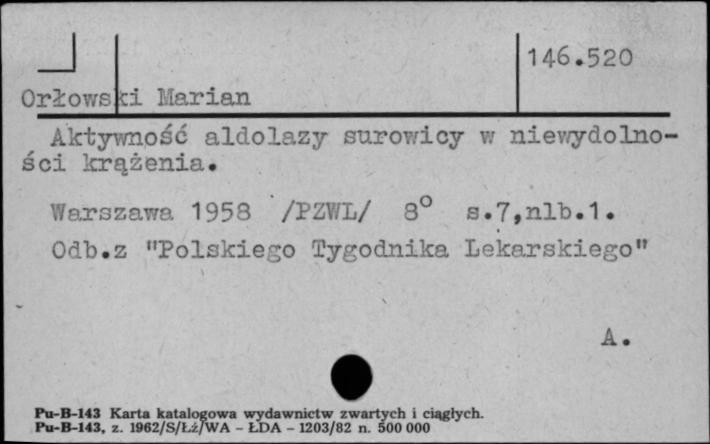 146.520
Orłowski Marian
Aktywność aldolazy surowicy w niewydolno-
ści krążenia.
Warszawa 1958 /PZWL/ 8° s.7,nlb.1.
Odb.z "Polskiego Tygodnika Lekarskiego"
A.
Pu-B-143 Karta katalogowa wydawnictw zwartych i ciągłych.
Pu-B-143, z. 1962/S/Łź/WA - ŁDA - 1203/82 n. 500 000